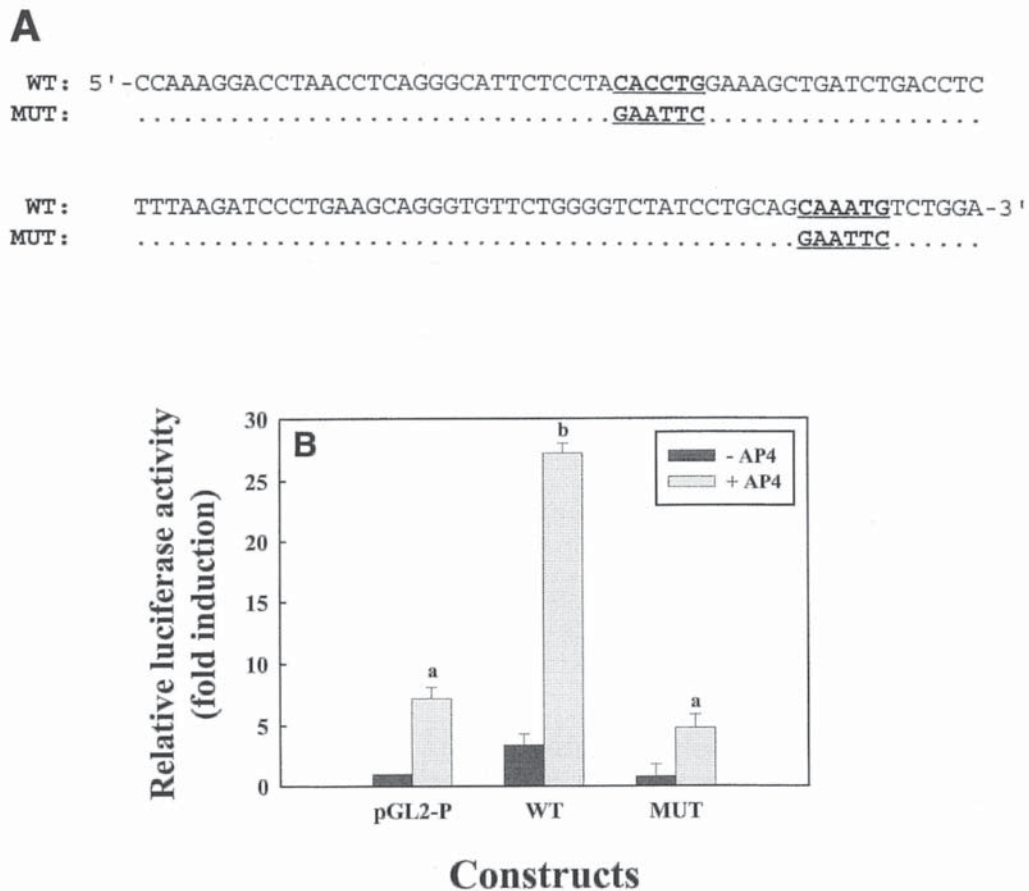 A
WT: 5'-CCAAAGGACCTAACCTCAGGGCATTCTCCTACACCTGGAAAGCTGATCTGACCTC
MUT: ...............................GAATTC..................
WT: TTTAAGATCCCTGAAGCAGGGTGTTCTGGGGTCTATCCTGCAGCAAATGTCTGGA-3'
MUT: ...........................................GAATTC......
B
Relative luciferase activity
(fold induction)
30
25
20
15
10
5
0
a
b
a
- AP4
+ AP4
pGL2-P
WT
MUT
Constructs